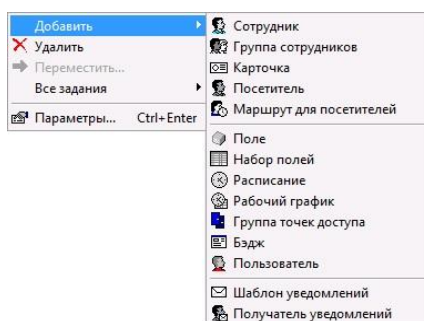 Добавить
Удалить
Переместить...
Все задания
Параметры... Ctrl+Enter
Сотрудник
Группа сотрудников
Карточка
Посетитель
Маршрут для посетителей
Поле
Набор полей
Расписание
Рабочий график
Группа точек доступа
Бэдж
Пользователь
Шаблон уведомлений
Получатель уведомлений